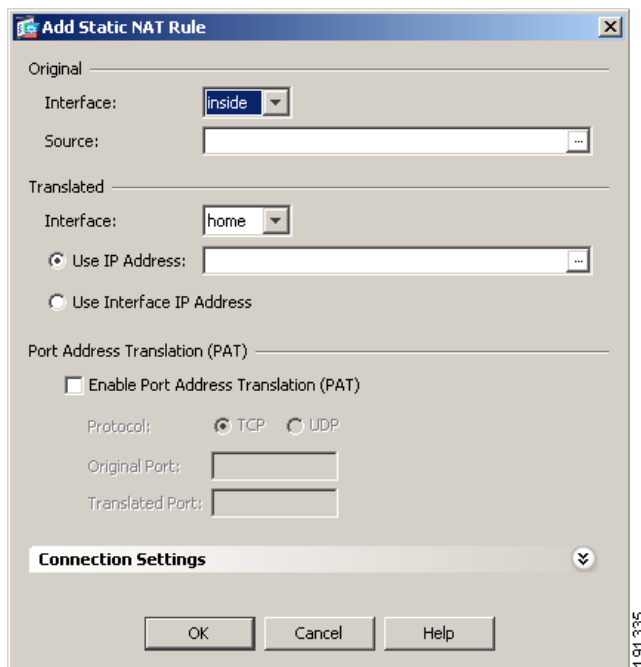 Add Static NAT Rule
Original
Interface: inside
Source: ...
Translated
Interface: home
Use IP Address: ...
Use Interface IP Address
Port Address Translation (PAT)
Enable Port Address Translation (PAT)
Protocol: TCP UDP
Original Port:
Translated Port:
Connection Settings
OK Cancel Help
191335